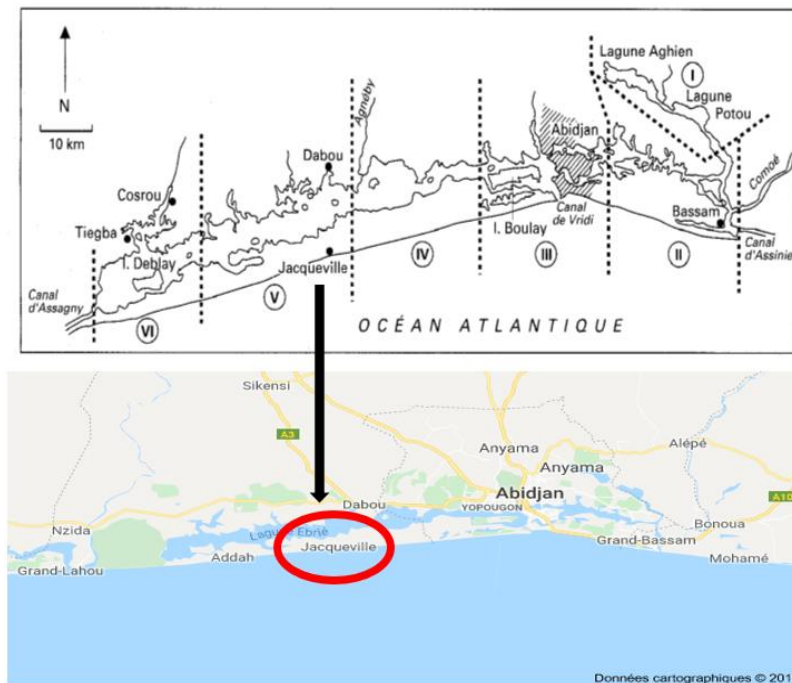 Lagune Aghien
I
Lagune
Potou
N
10 km
Agnéby
Abidjan
Dabou
Cosrou
Comoé
Tiegba
Bassam
Canal
de Vridi
I. Boulay
I. Deblay
Jacqueville
IV
III
II
Canal
d'Assinie
Canal
d'Assagny
V
VI
OCÉAN ATLANTIQUE
Sikensi
A3
Anyama
Alépé
Anyama
Dabou
Abidjan
YOPOUGON
A10
Nzida
Lagune Ebrié
Bonoua
Jacqueville
Addah
Grand-Bassam
Mohamé
Grand-Lahou
Données cartographiques © 201